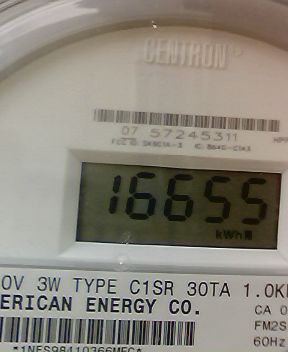 CENTRON
07 57245311
16655
kWh
0V 3W TYPE C1SR 30TA 1.0K
ERICAN ENERGY CO.
CA 0
FM2S
60Hz